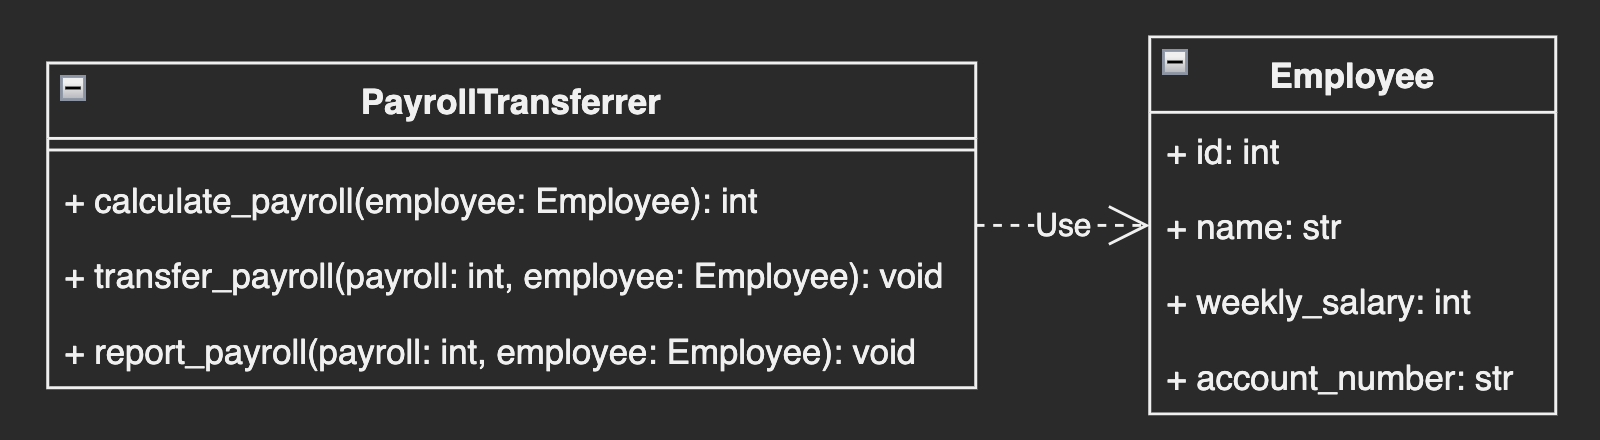 PayrollTransferrer
+ calculate_payroll(employee: Employee): int
+ transfer_payroll(payroll: int, employee: Employee): void
+ report_payroll(payroll: int, employee: Employee): void
Use
Employee
+ id: int
+ name: str
+ weekly_salary: int
+ account_number: str